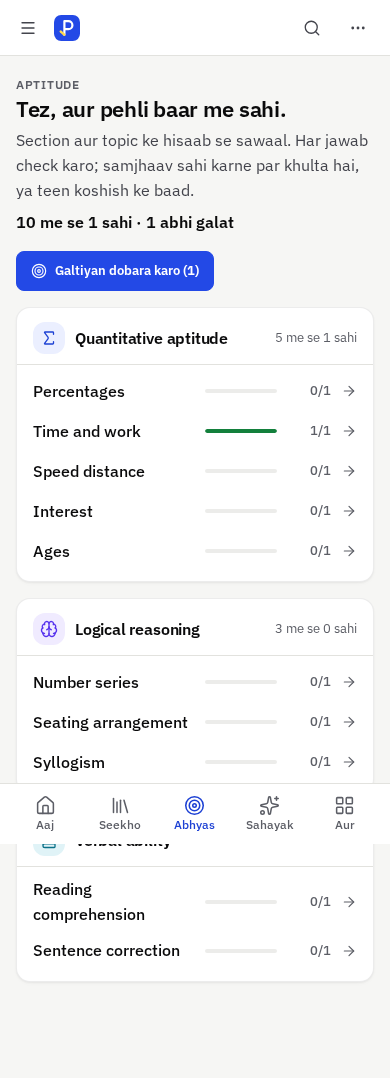 APTITUDE
Tez, aur pehli baar me sahi.
Section aur topic ke hisaab se sawaal. Har jawab
check karo; samjhaav sahi karne par khulta hai,
ya teen koshish ke baad.
10 me se 1 sahi · 1 abhi galat
Galtiyan dobara karo (1)
Quantitative aptitude 5 me se 1 sahi
Percentages 0/1
Time and work 1/1
Speed distance 0/1
Interest 0/1
Ages 0/1
Logical reasoning 3 me se 0 sahi
Number series 0/1
Seating arrangement 0/1
Syllogism 0/1
Aaj Seekho Abhyas Sahayak Aur
Verbal ability
Reading
comprehension 0/1
Sentence correction 0/1